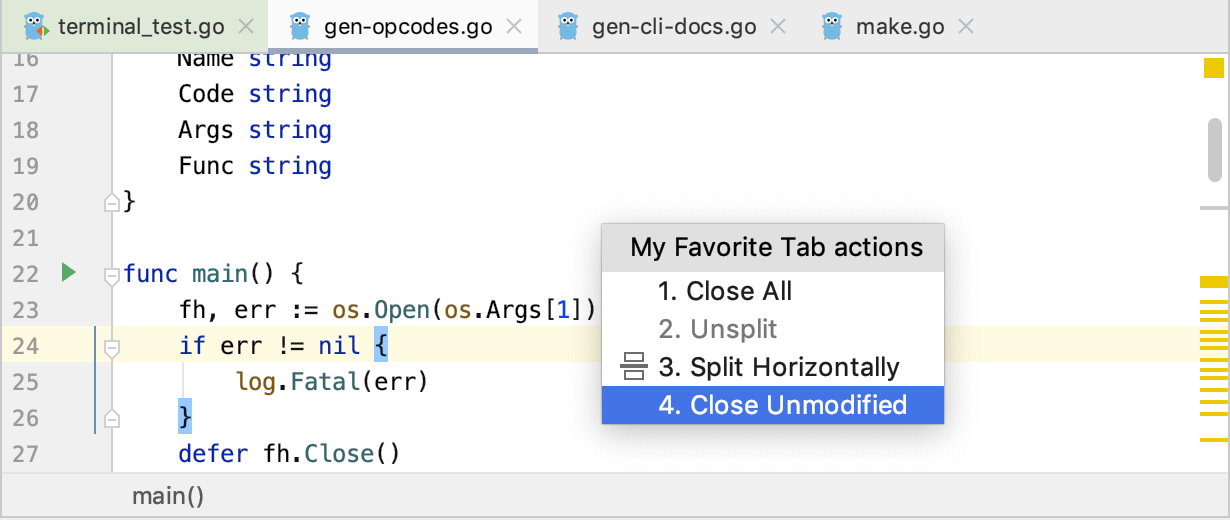 terminal_test.go gen-opcodes.go gen-cli-docs.go make.go
16 Name string
17 Code string
18 Args string
19 Func string
20 }
21
22 func main() {
23 fh, err := os.Open(os.Args[1])
24 if err != nil {
25 log.Fatal(err)
26 }
27 defer fh.Close()
My Favorite Tab actions
1. Close All
2. Unsplit
3. Split Horizontally
4. Close Unmodified
main()